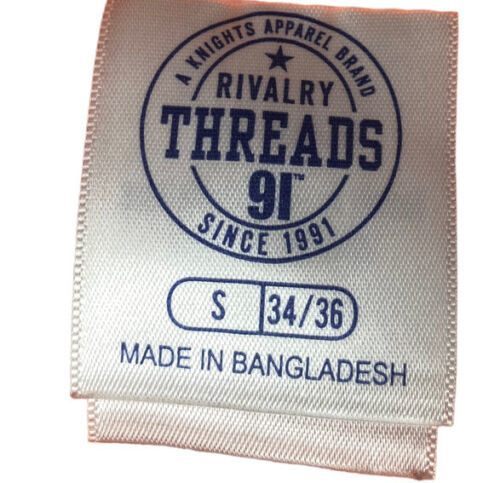 A KNIGHTS APPAREL BRAND
RIVALRY
THREADS
91™
SINCE 1991
S 34/36
MADE IN BANGLADESH